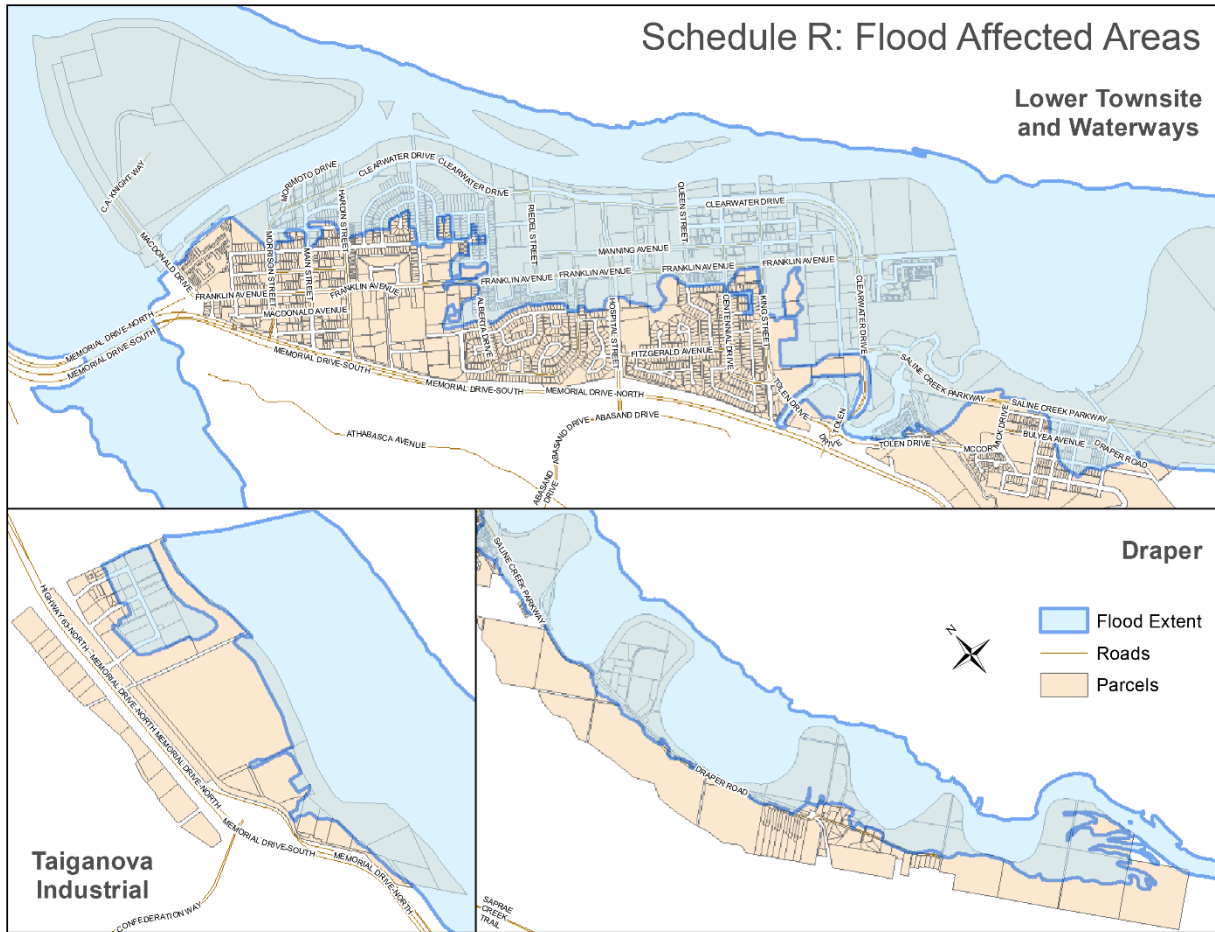 Schedule R: Flood Affected Areas
Lower Townsite
and Waterways
C.A. KNIGHT WAY
MACDONALD DRIVE
MORIMOTO DRIVE
CLEARWATER DRIVE
CLEARWATER DRIVE
HARDIN STREET
MORRISON STREET
MAIN STREET
RIEDEL STREET
QUEEN STREET
CLEARWATER DRIVE
MANNING AVENUE
FRANKLIN AVENUE
FRANKLIN AVENUE
FRANKLIN AVENUE
FRANKLIN AVENUE
FRANKLIN AVENUE
FRANKLIN AVENUE
MACDONALD AVENUE
ALBERTA DRIVE
HOSPITAL STREET
CENTENNIAL DRIVE
KING STREET
CLEARWATER DRIVE
FITZGERALD AVENUE
MEMORIAL DRIVE-NORTH
MEMORIAL DRIVE-SOUTH
MEMORIAL DRIVE-SOUTH
MEMORIAL DRIVE-SOUTH
MEMORIAL DRIVE-NORTH
TOLEN DRIVE
TOLEN
DRIVE
TOLEN DRIVE
SALINE CREEK PARKWAY
SALINE CREEK PARKWAY
MCCOR
MICK DRIVE
BULYEA AVENUE
DRAPER ROAD
ATHABASCA AVENUE
ABASAND DRIVE
ABASAND DRIVE
ABASAND
DRIVE
HIGHWAY 63-NORTH
MEMORIAL DRIVE-NORTH
MEMORIAL DRIVE-NORTH
MEMORIAL DRIVE-SOUTH
MEMORIAL DRIVE-NORTH
CONFEDERATION WAY
Taiganova
Industrial
Draper
SALINE CREEK PARKWAY
DRAPER ROAD
SAPRAE
CREEK
TRAIL
N
Flood Extent
Roads
Parcels